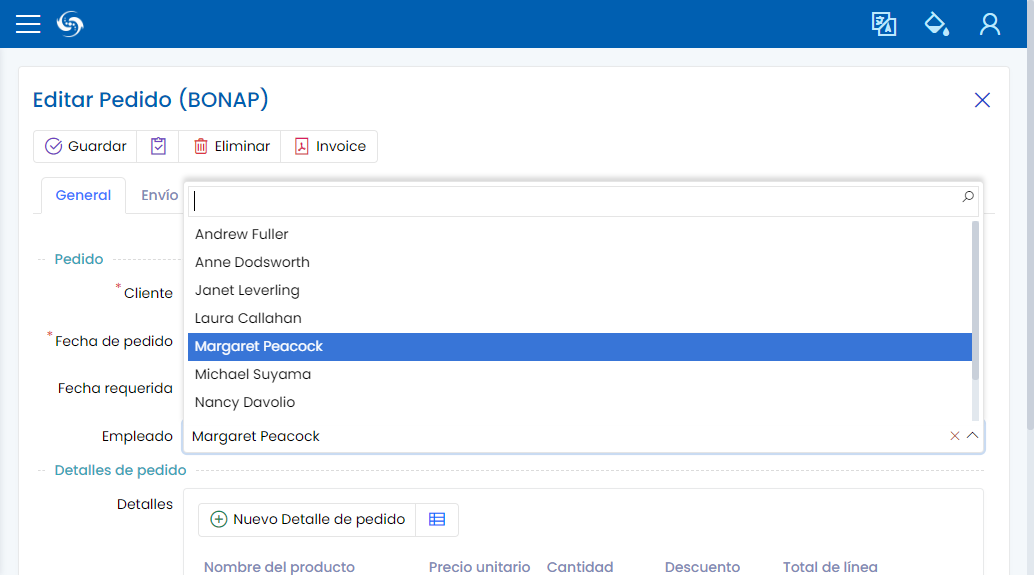 Editar Pedido (BONAP)
Guardar Eliminar Invoice
General Envío
Andrew Fuller
Anne Dodsworth
Pedido
Janet Leverling
*Cliente
Laura Callahan
*Fecha de pedido
Margaret Peacock
Michael Suyama
Fecha requerida
Nancy Davolio
Empleado Margaret Peacock
Detalles de pedido
Detalles
Nuevo Detalle de pedido
Nombre del producto Precio unitario Cantidad Descuento Total de línea